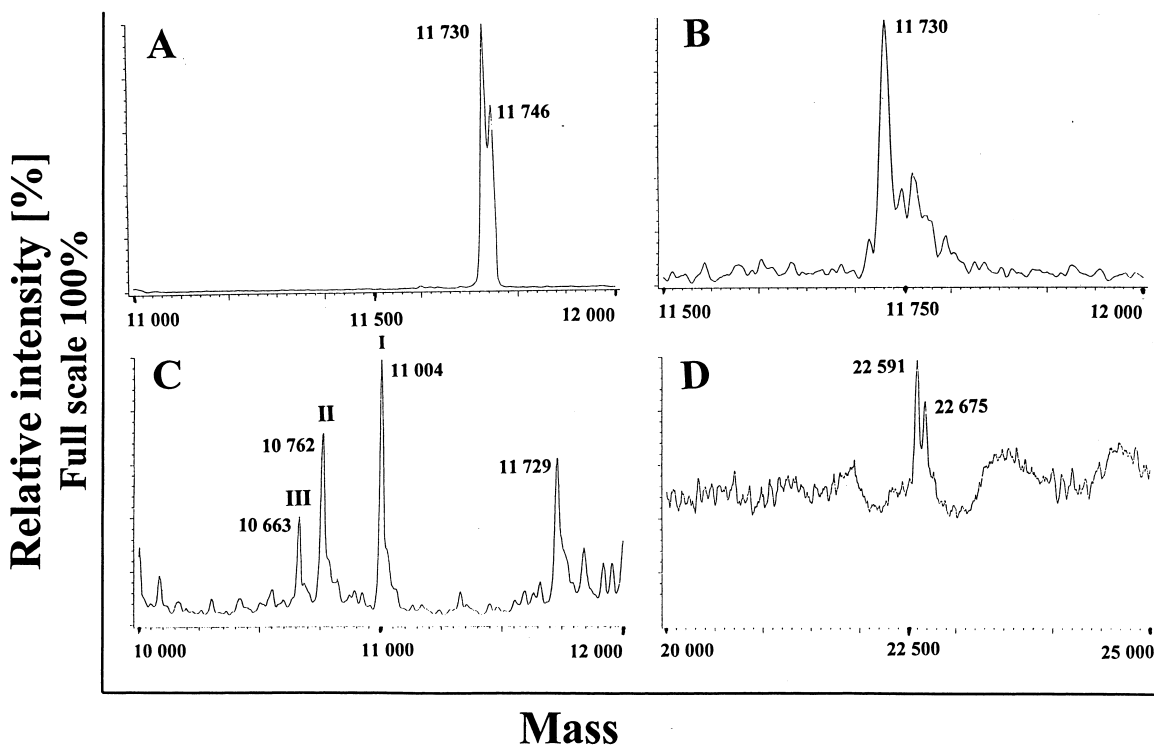 Relative intensity [%]
Full scale 100%
A
11 730
11 746
11 000
11 500
12 000
B
11 730
11 500
11 750
12 000
C
I
11 004
II
10 762
III
10 663
11 729
10 000
11 000
12 000
D
22 591
22 675
20 000
22 500
25 000
Mass